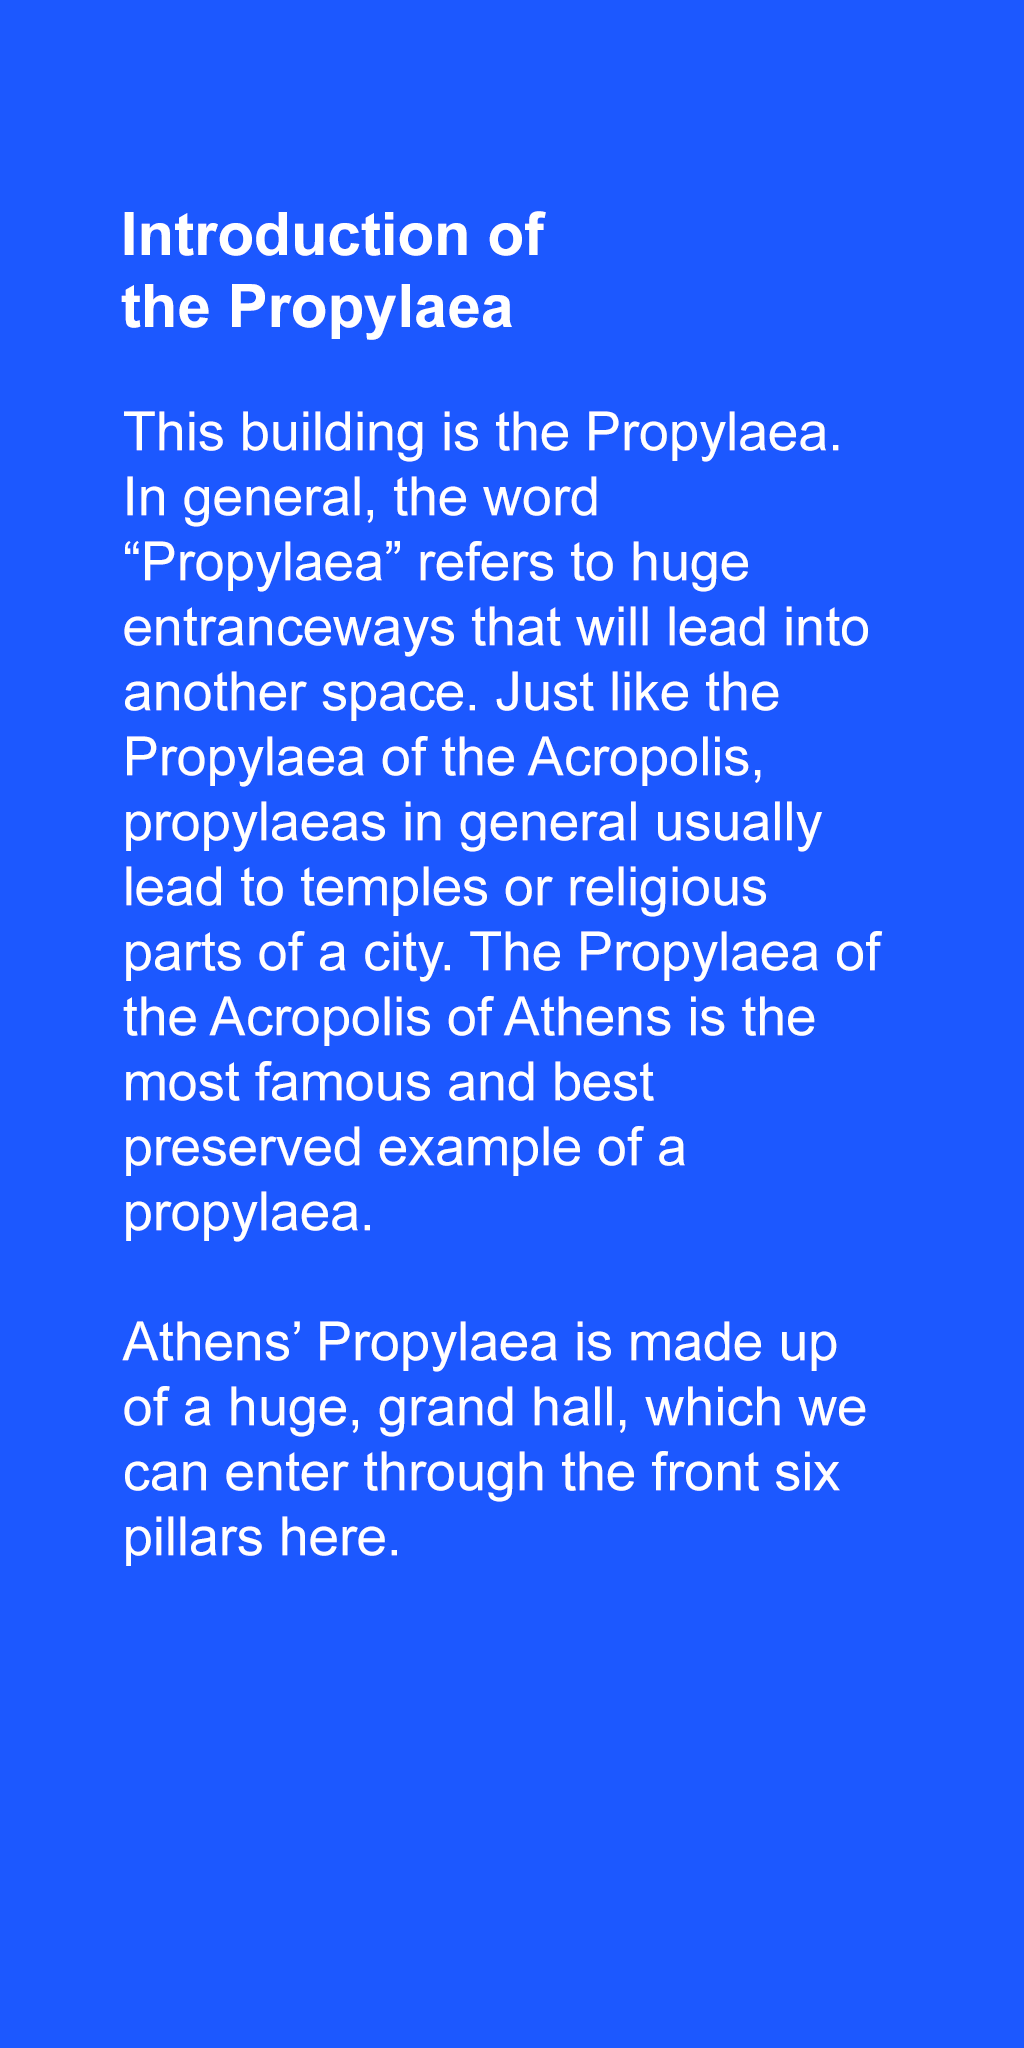 Introduction of
the Propylaea
This building is the Propylaea.
In general, the word
“Propylaea” refers to huge
entranceways that will lead into
another space. Just like the
Propylaea of the Acropolis,
propylaeas in general usually
lead to temples or religious
parts of a city. The Propylaea of
the Acropolis of Athens is the
most famous and best
preserved example of a
propylaea.
Athens’ Propylaea is made up
of a huge, grand hall, which we
can enter through the front six
pillars here.